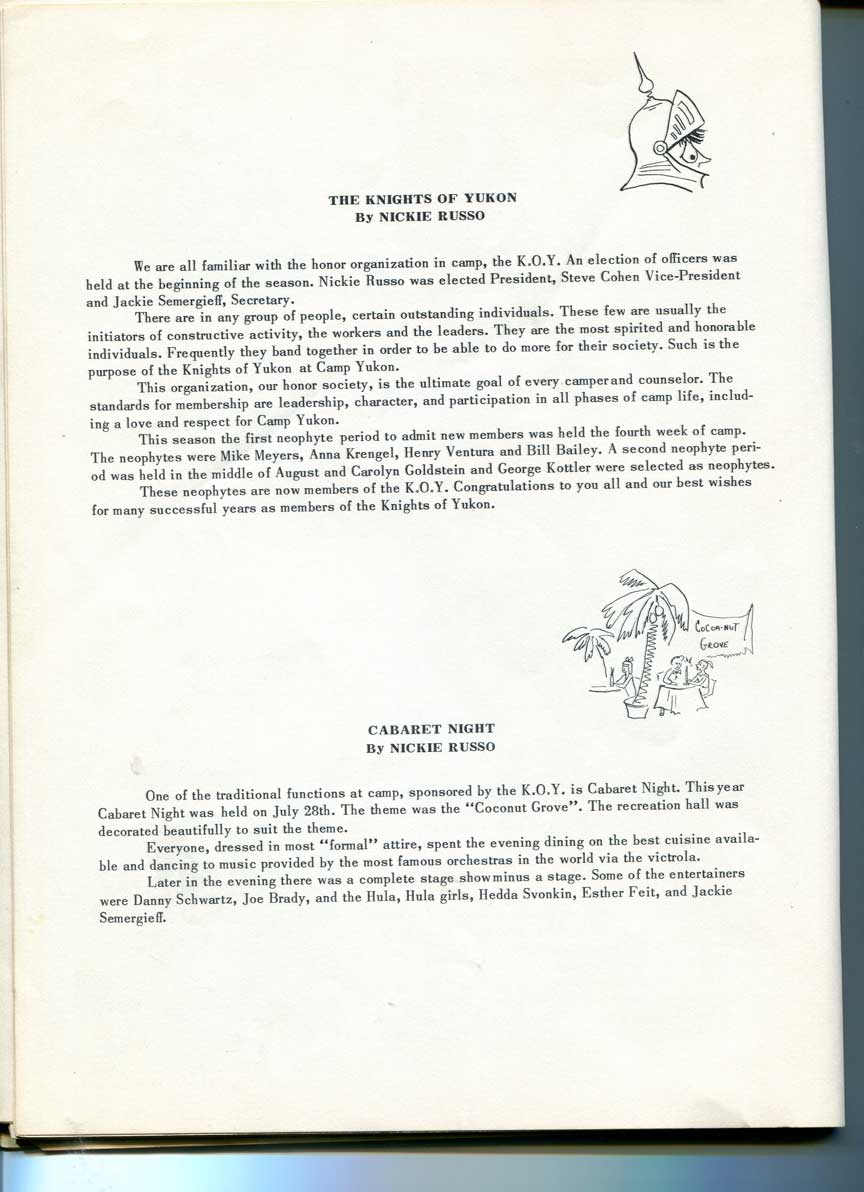 THE KNIGHTS OF YUKON
By NICKIE RUSSO
We are all familiar with the honor organization in camp, the K.O.Y. An election of officers was
held at the beginning of the season. Nickie Russo was elected President, Steve Cohen Vice-President
and Jackie Semergieff, Secretary.
There are in any group of people, certain outstanding individuals. These few are usually the
initiators of constructive activity, the workers and the leaders. They are the most spirited and honorable
individuals. Frequently they band together in order to be able to do more for their society. Such is the
purpose of the Knights of Yukon at Camp Yukon.
This organization, our honor society, is the ultimate goal of every camper and counselor. The
standards for membership are leadership, character, and participation in all phases of camp life, includ-
ing a love and respect for Camp Yukon.
This season the first neophyte period to admit new members was held the fourth week of camp.
The neophytes were Mike Meyers, Anna Krengel, Henry Ventura and Bill Bailey. A second neophyte peri-
od was held in the middle of August and Carolyn Goldstein and George Kottler were selected as neophytes.
These neophytes are now members of the K.O.Y. Congratulations to you all and our best wishes
for many successful years as members of the Knights of Yukon.
COCOA-NUT
GROVE
CABARET NIGHT
By NICKIE RUSSO
One of the traditional functions at camp, sponsored by the K.O.Y. is Cabaret Night. This year
Cabaret Night was held on July 28th. The theme was the "Coconut Grove". The recreation hall was
decorated beautifully to suit the theme.
Everyone, dressed in most "formal" attire, spent the evening dining on the best cuisine availa-
ble and dancing to music provided by the most famous orchestras in the world via the victrola.
Later in the evening there was a complete stage show minus a stage. Some of the entertainers
were Danny Schwartz, Joe Brady, and the Hula, Hula girls, Hedda Svonkin, Esther Feit, and Jackie
Semergieff.